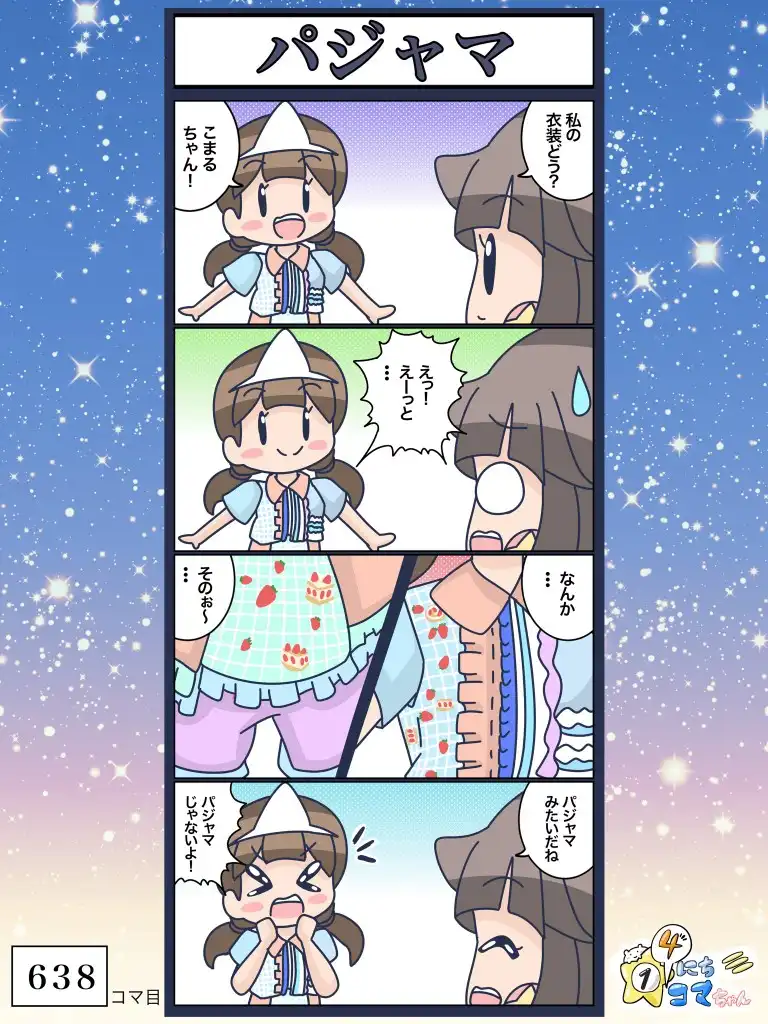 パジャマ
私の
衣装どう？
こまる
ちゃん！
えっ！
えーっと
…
なんか
…
そのぉ～
…
パジャマ
みたいだね
パジャマ
じゃないよ！
638
コマ目
4
1
にち
コマ
ちゃん